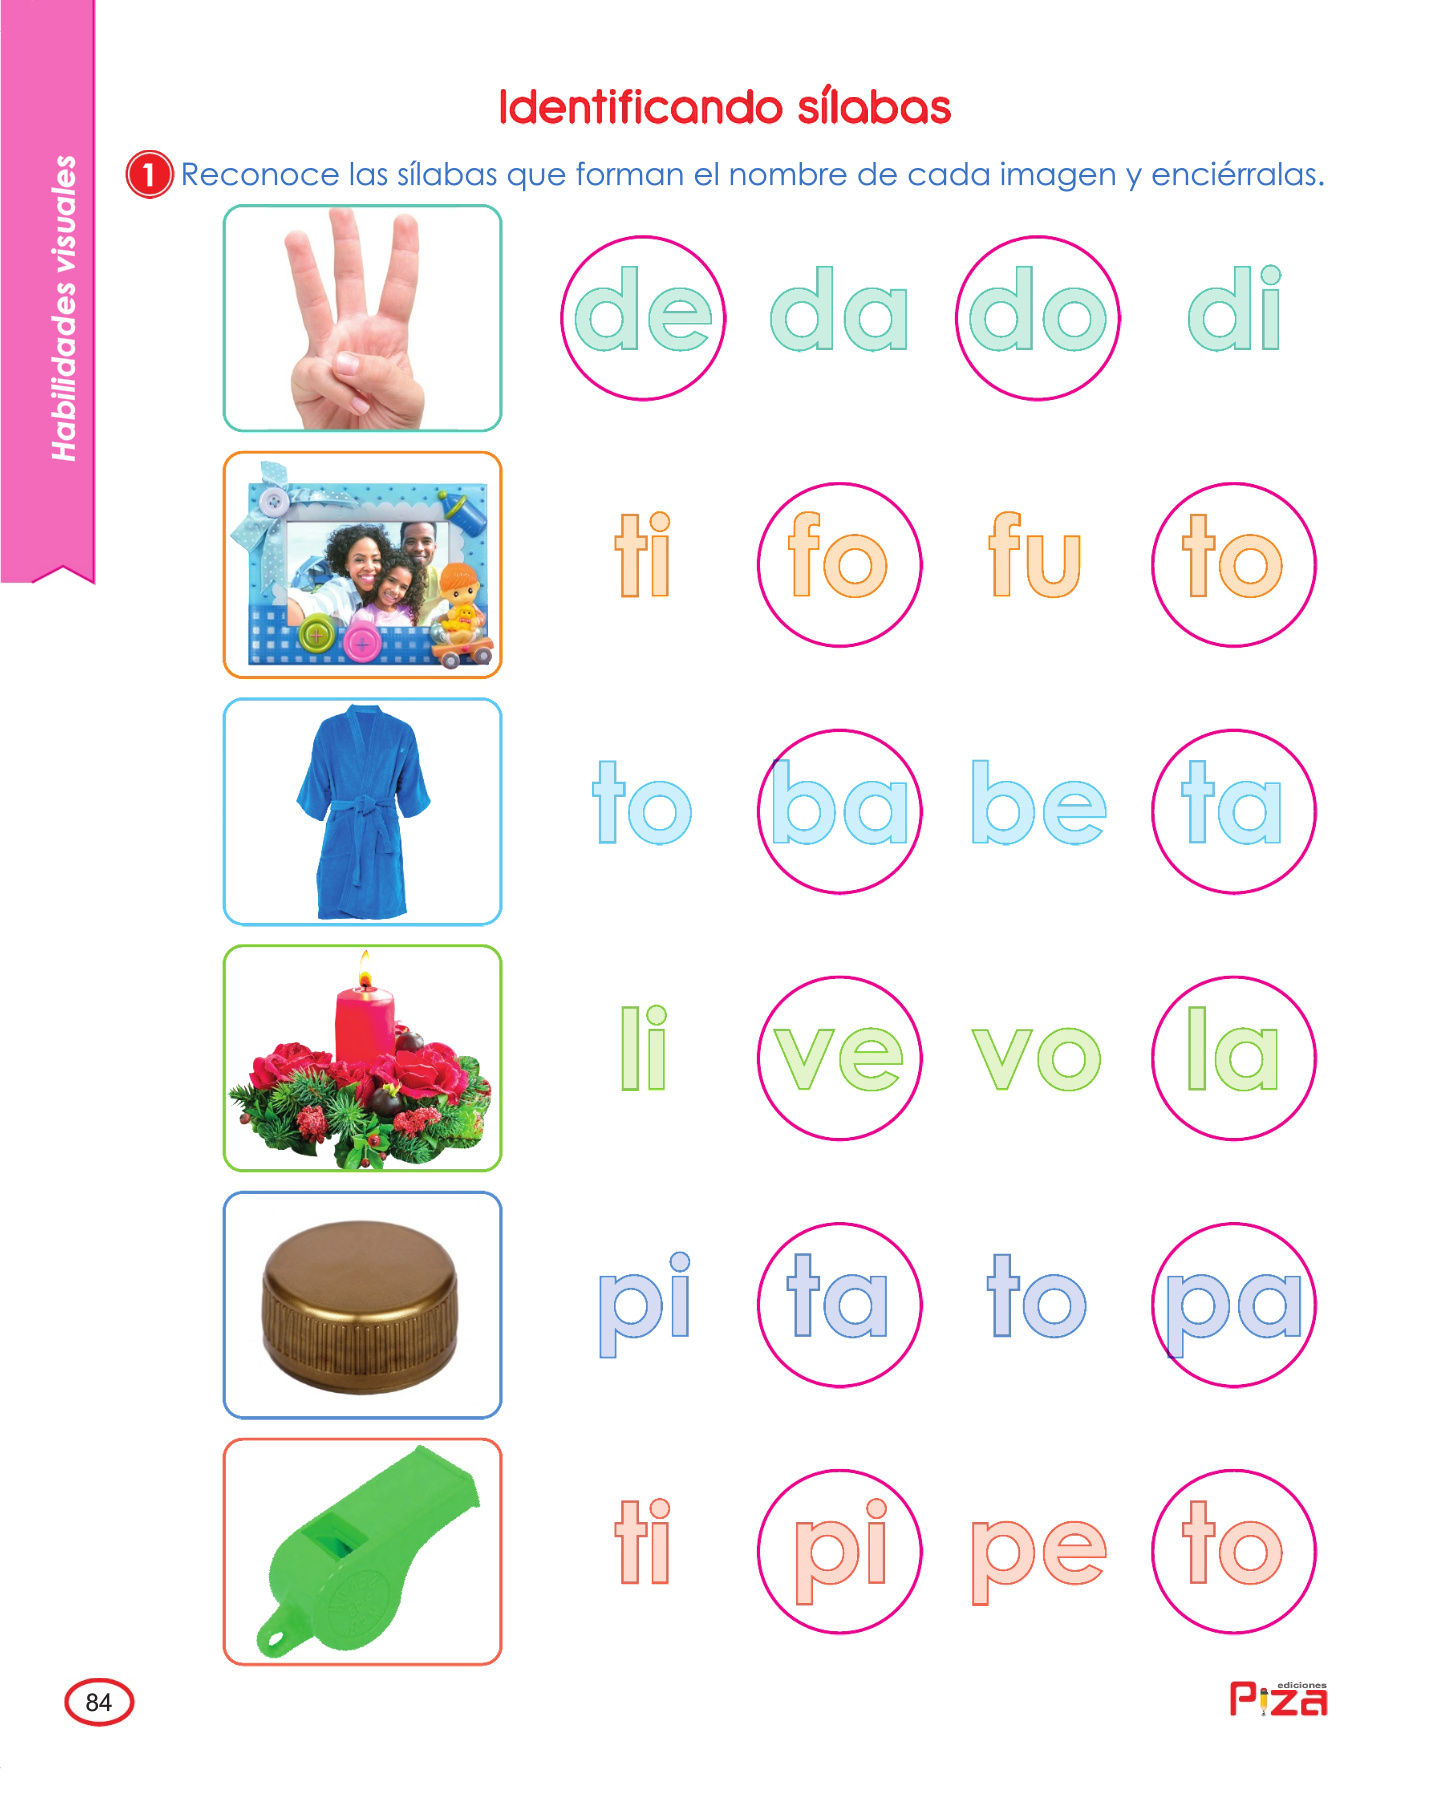 Habilidades visuales
Identificando sílabas
1 Reconoce las sílabas que forman el nombre de cada imagen y enciérralas.
de da do di
ti fo fu to
to ba be ta
li ve vo la
pi ta to pa
ti pi pe to
84
ediciones
Piza